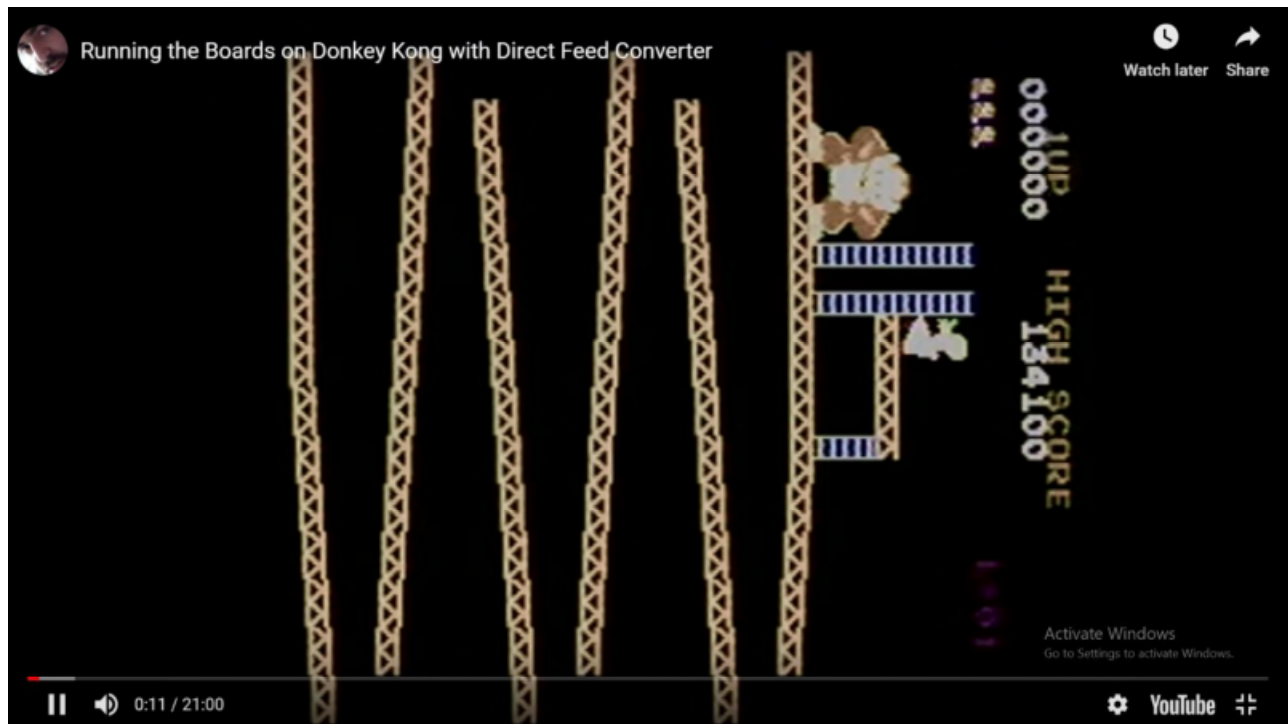 Running the Boards on Donkey Kong with Direct Feed Converter
Watch later
Share
1UP
000000
HIGH SCORE
184100
Activate Windows
Go to Settings to activate Windows.
0:11 / 21:00
YouTube